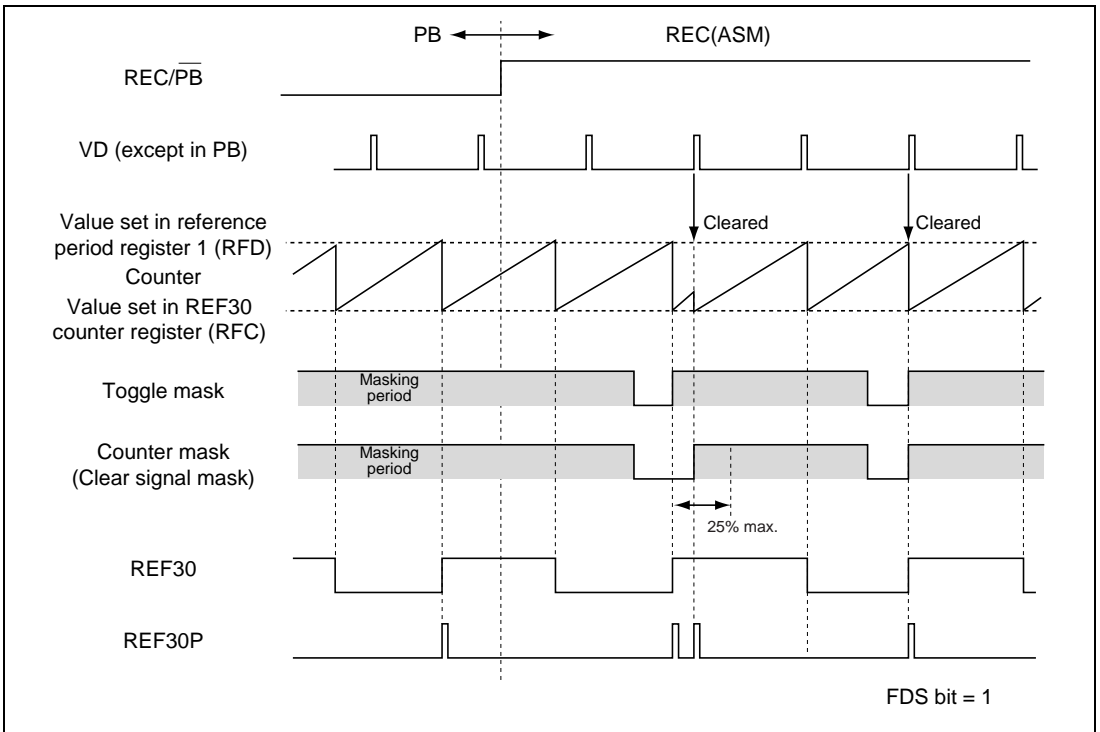 PB REC(ASM)
REC/P̅B̅
VD (except in PB)
Value set in reference
period register 1 (RFD)
Cleared Cleared
Counter
Value set in REF30
counter register (RFC)
Toggle mask
Masking
period
Counter mask
(Clear signal mask)
Masking
period
25% max.
REF30
REF30P
FDS bit = 1